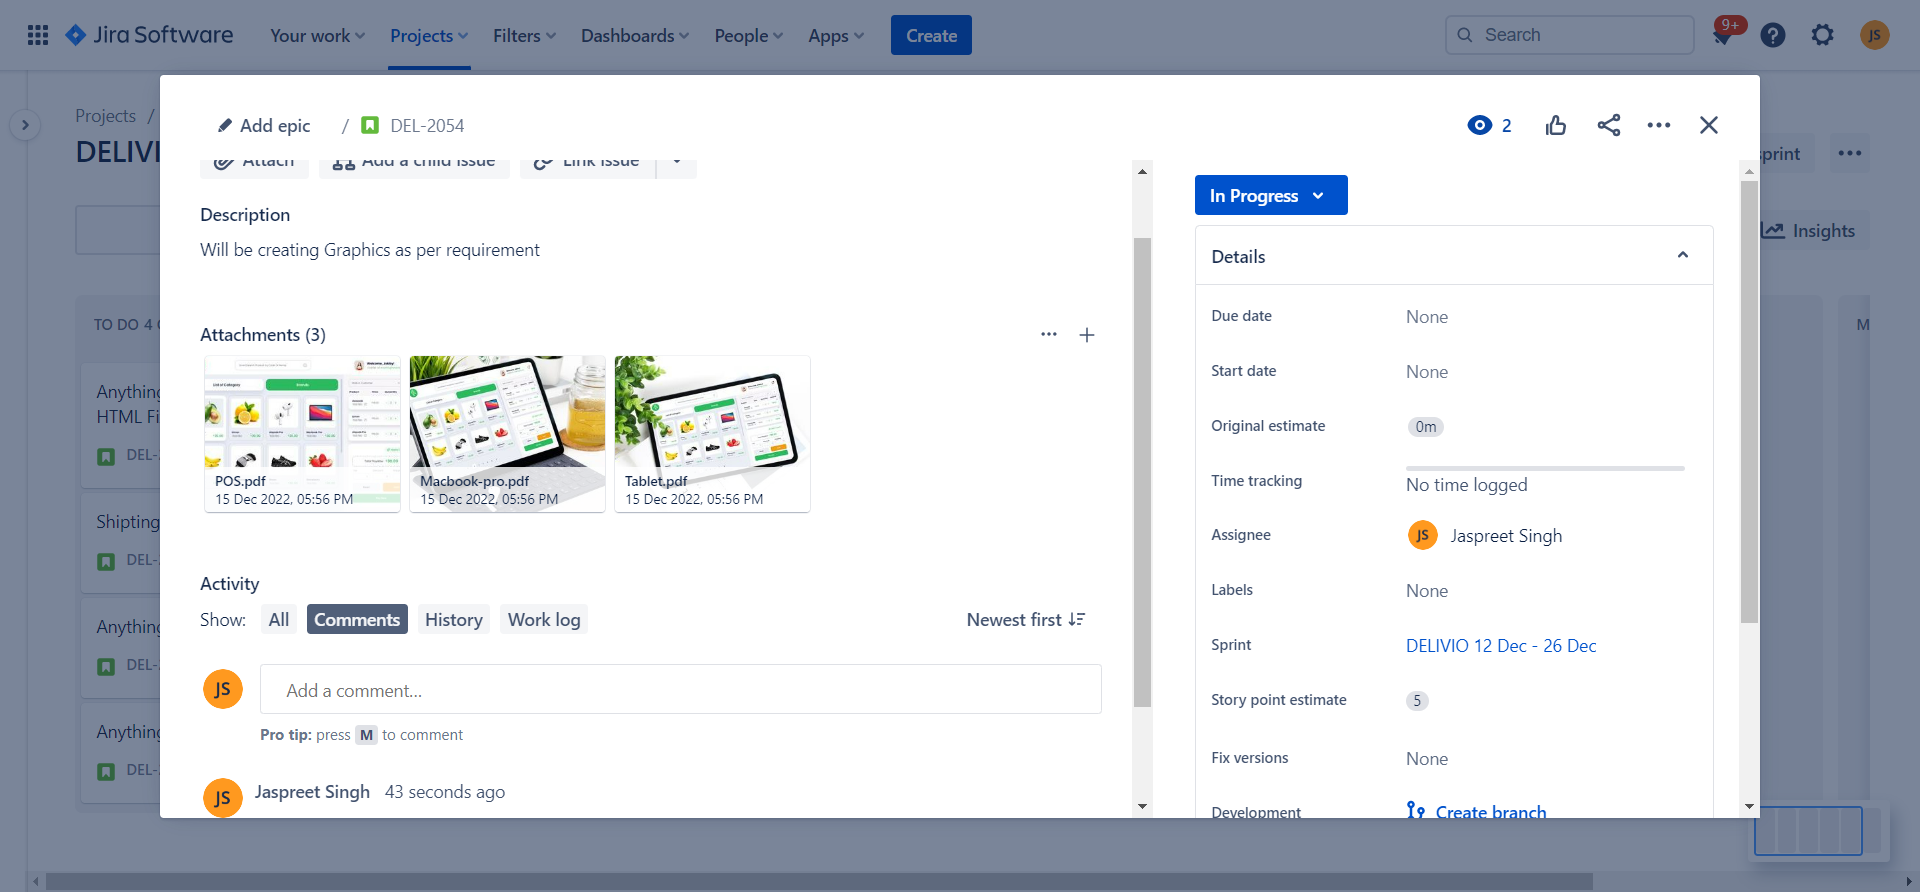 Jira Software
Your work
Projects
Filters
Dashboards
People
Apps
Create
Search
9+
JS
Projects /
DELIVI
print
Insights
TO DO 4
M
Anything
HTML Fi
DEL-
Shipting
DEL-
Anything
DEL-
Anything
DEL-
Add epic / DEL-2054
2
Attach
Add a child issue
Link issue
Description
Will be creating Graphics as per requirement
Attachments (3)
List of Category
POS.pdf
15 Dec 2022, 05:56 PM
Macbook-pro.pdf
15 Dec 2022, 05:56 PM
Tablet.pdf
15 Dec 2022, 05:56 PM
Activity
Show: All Comments History Work log
Newest first
JS
Add a comment...
Pro tip: press M to comment
JS
Jaspreet Singh 43 seconds ago
In Progress
Details
Due date None
Start date None
Original estimate 0m
Time tracking No time logged
Assignee JS Jaspreet Singh
Labels None
Sprint DELIVIO 12 Dec - 26 Dec
Story point estimate 5
Fix versions None
Development Create branch